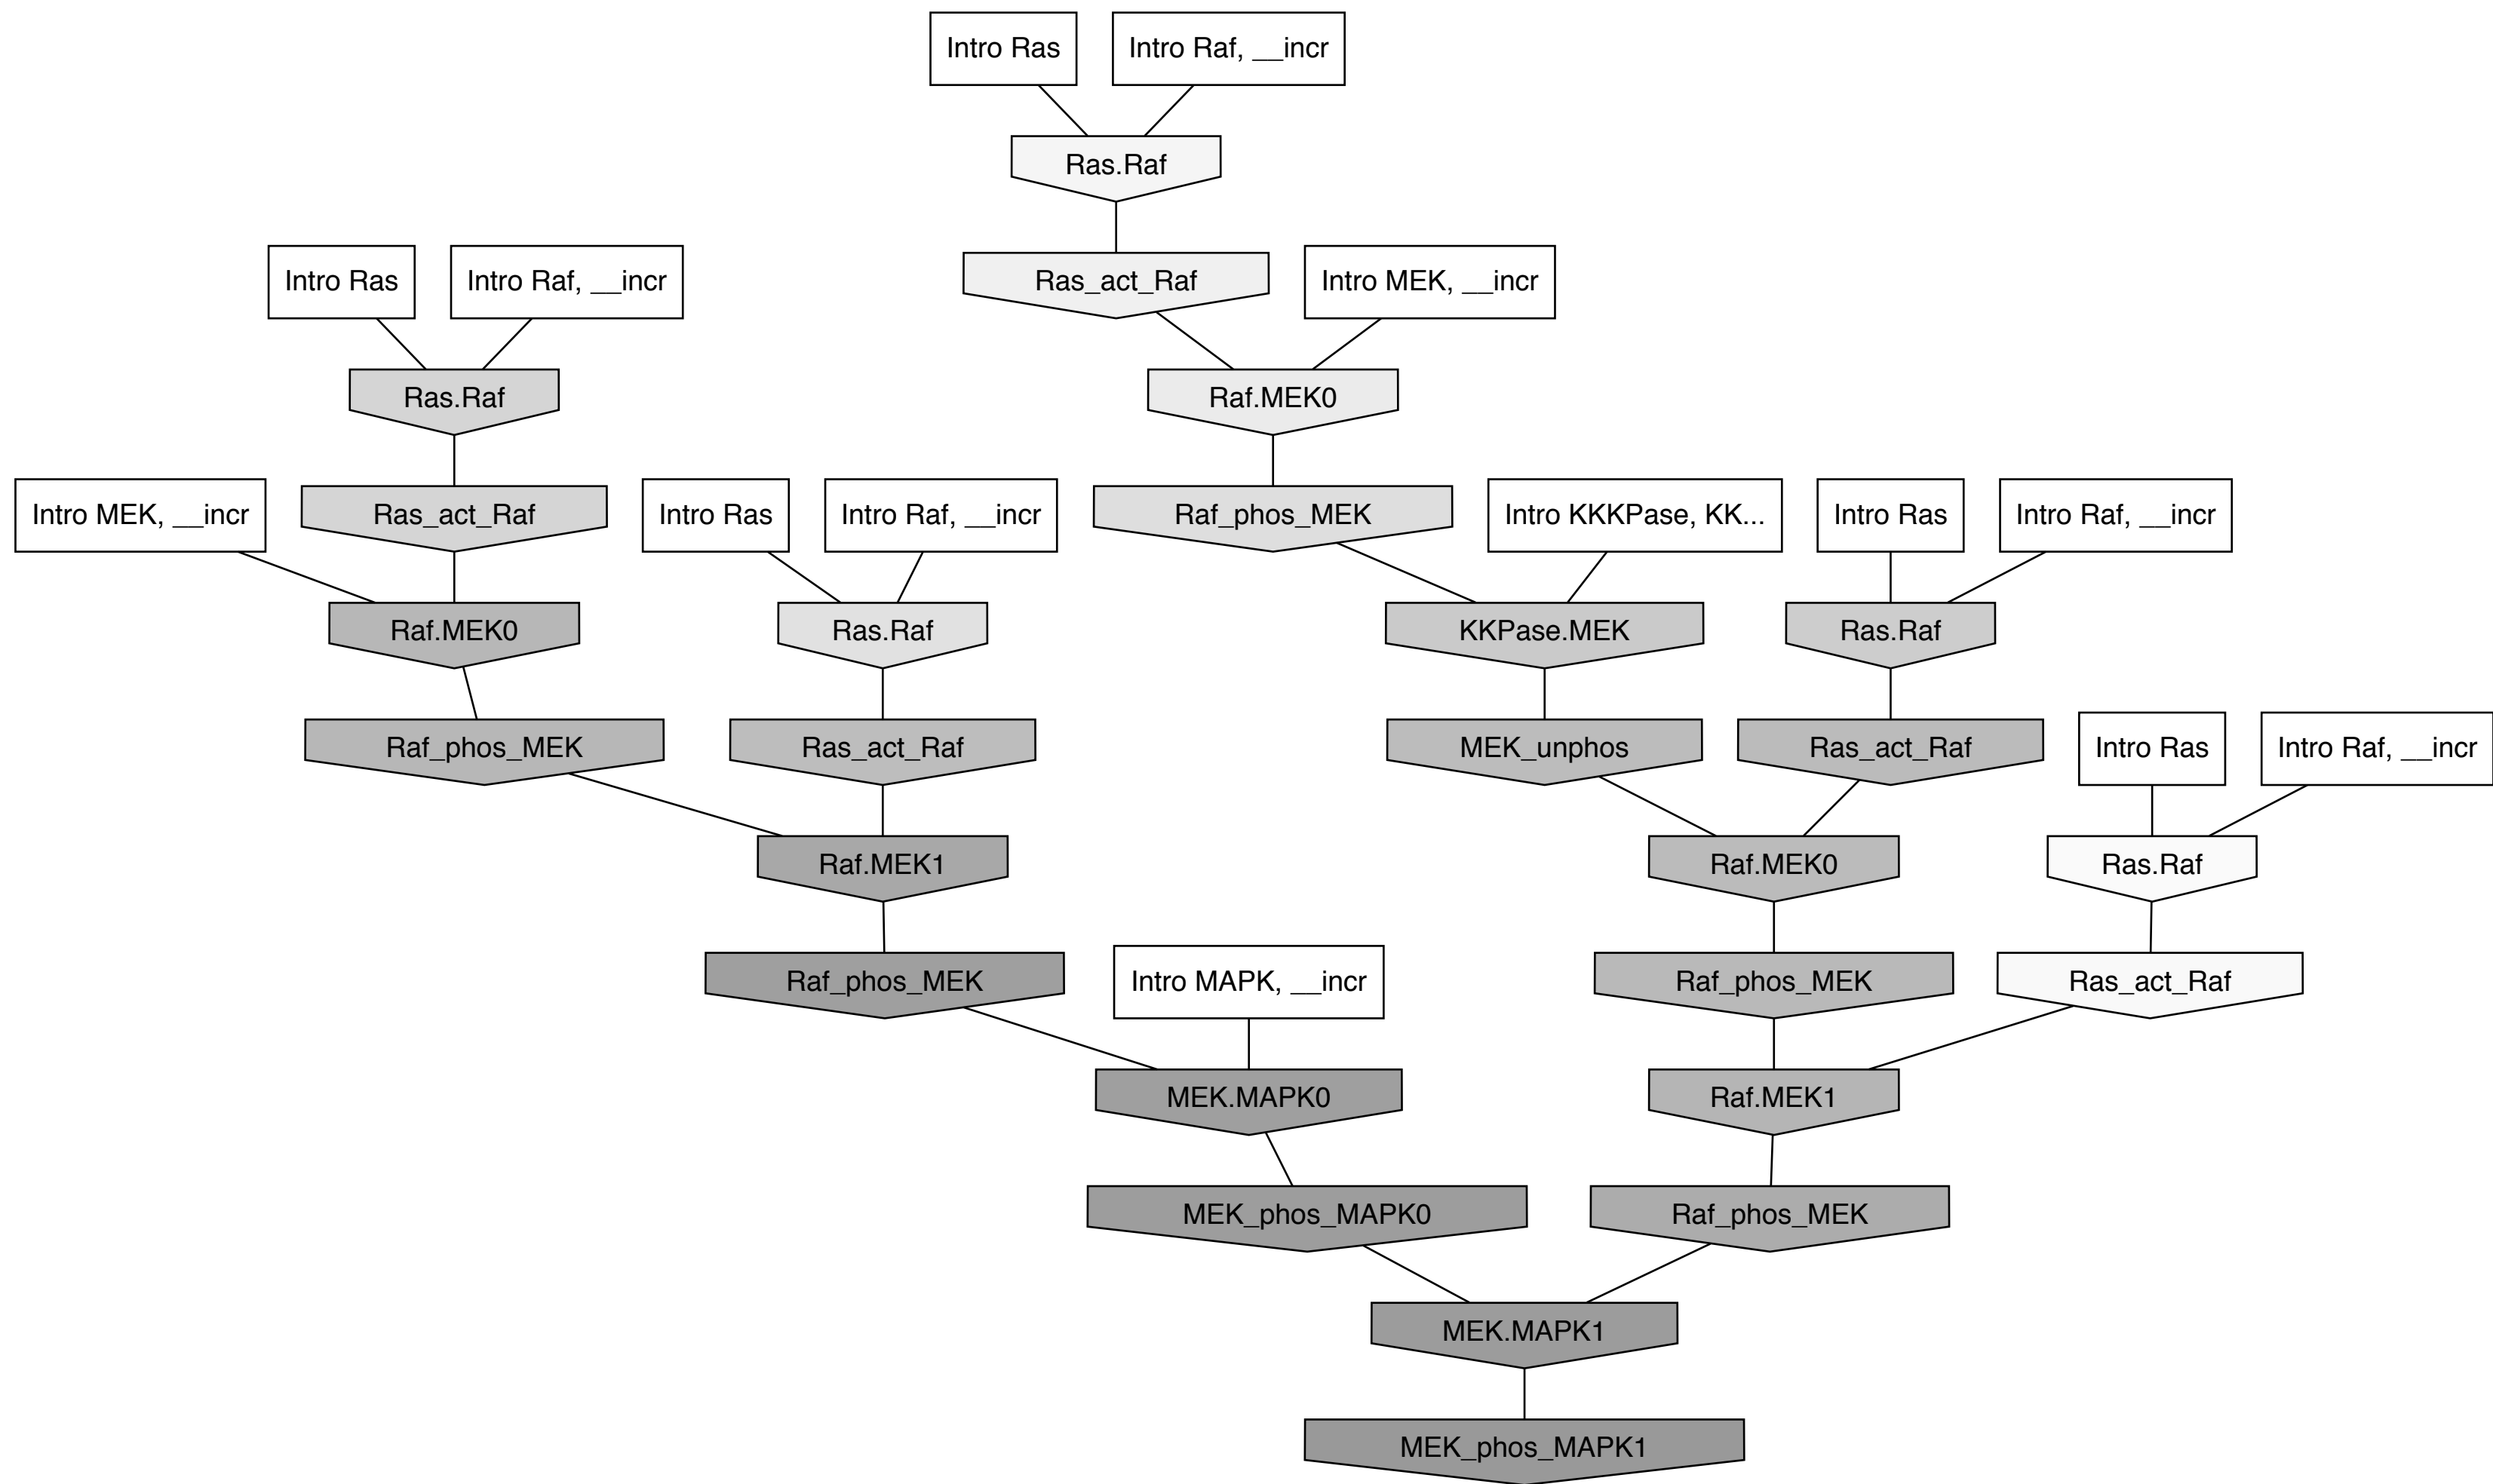 Intro Ras
Intro Raf, __incr
Ras.Raf
Intro Ras
Intro Raf, __incr
Ras_act_Raf
Intro MEK, __incr
Ras.Raf
Raf.MEK0
Intro MEK, __incr
Ras_act_Raf
Intro Ras
Intro Raf, __incr
Raf_phos_MEK
Intro KKKPase, KK...
Intro Ras
Intro Raf, __incr
Raf.MEK0
Ras.Raf
KKPase.MEK
Ras.Raf
Raf_phos_MEK
Ras_act_Raf
MEK_unphos
Ras_act_Raf
Intro Ras
Intro Raf, __incr
Raf.MEK1
Raf.MEK0
Ras.Raf
Raf_phos_MEK
Intro MAPK, __incr
Raf_phos_MEK
Ras_act_Raf
MEK.MAPK0
Raf.MEK1
MEK_phos_MAPK0
Raf_phos_MEK
MEK.MAPK1
MEK_phos_MAPK1